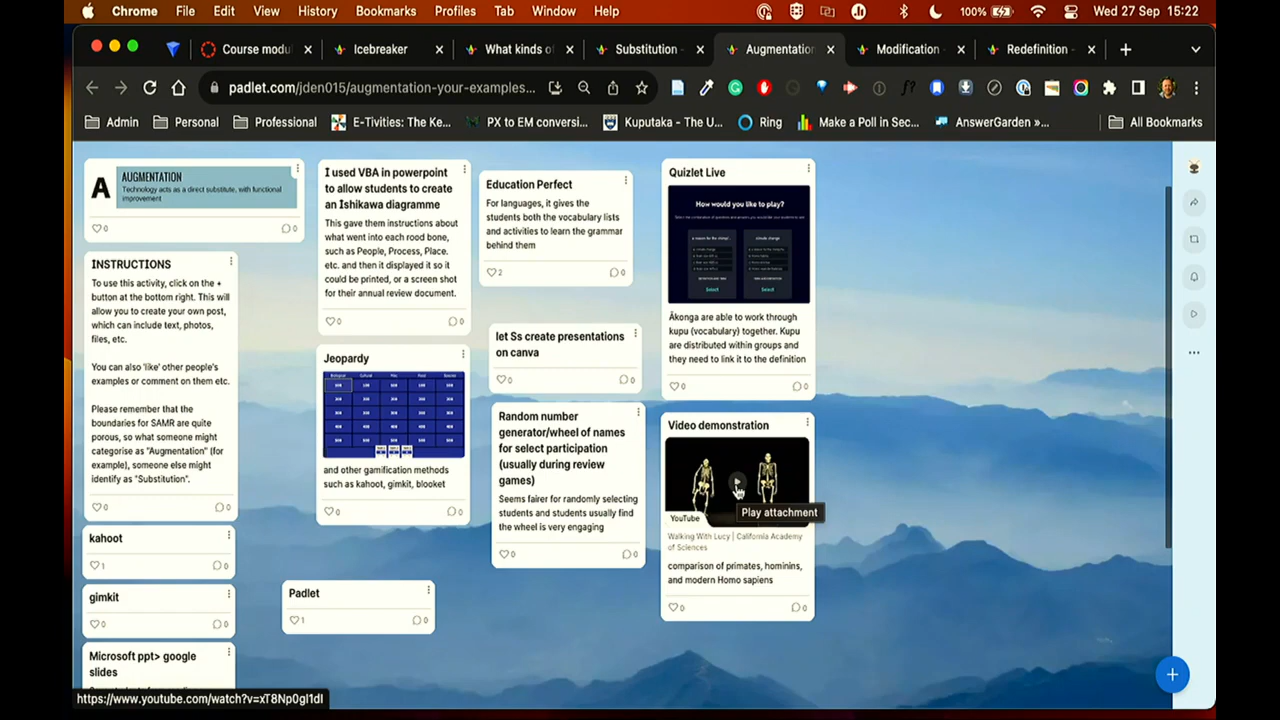 Chrome File Edit View History Bookmarks Profiles Tab Window Help 100% Wed 27 Sep 15:22
Course modu Icebreaker What kinds o Substitution - Augmentation Modification - Redefinition -
padlet.com/jden015/augmentation-your-examples...
Admin Personal Professional E-Tivities: The Ke... PX to EM conversi... Kuputaka - The U... Ring Make a Poll in Sec... AnswerGarden »... All Bookmarks
A
AUGMENTATION
Technology acts as a direct substitute, with functional
improvement
0 0
INSTRUCTIONS
To use this activity, click on the +
button at the bottom right. This will
allow you to create your own post,
which can include text, photos,
files, etc.
You can also 'like' other people's
examples or comment on them etc.
Please remember that the
boundaries for SAMR are quite
porous, so what someone might
categorise as "Augmentation" (for
example), someone else might
identify as "Substitution".
0 0
kahoot
1 0
gimkit
0 0
Microsoft ppt> google
slides
I used VBA in powerpoint
to allow students to create
an Ishikawa diagramme
This gave them instructions about
what went into each rood bone,
such as People, Process, Place.
etc. and then it displayed it so it
could be printed, or a screen shot
for their annual review document.
0 0
Jeopardy
and other gamification methods
such as kahoot, gimkit, blooket
0 0
Padlet
1 0
Education Perfect
For languages, it gives the
students both the vocabulary lists
and activities to learn the grammar
behind them
2 0
let Ss create presentations
on canva
0 0
Random number
generator/wheel of names
for select participation
(usually during review
games)
Seems fairer for randomly selecting
students and students usually find
the wheel is very engaging
0 0
Quizlet Live
How would you like to play?
Select Select
Ākonga are able to work through
kupu (vocabulary) together. Kupu
are distributed within groups and
they need to link it to the definition
0 0
Video demonstration
YouTube
Play attachment
Walking With Lucy | California Academy
of Sciences
comparison of primates, hominins,
and modern Homo sapiens
0 0
https://www.youtube.com/watch?v=xT8Np0gI1dI